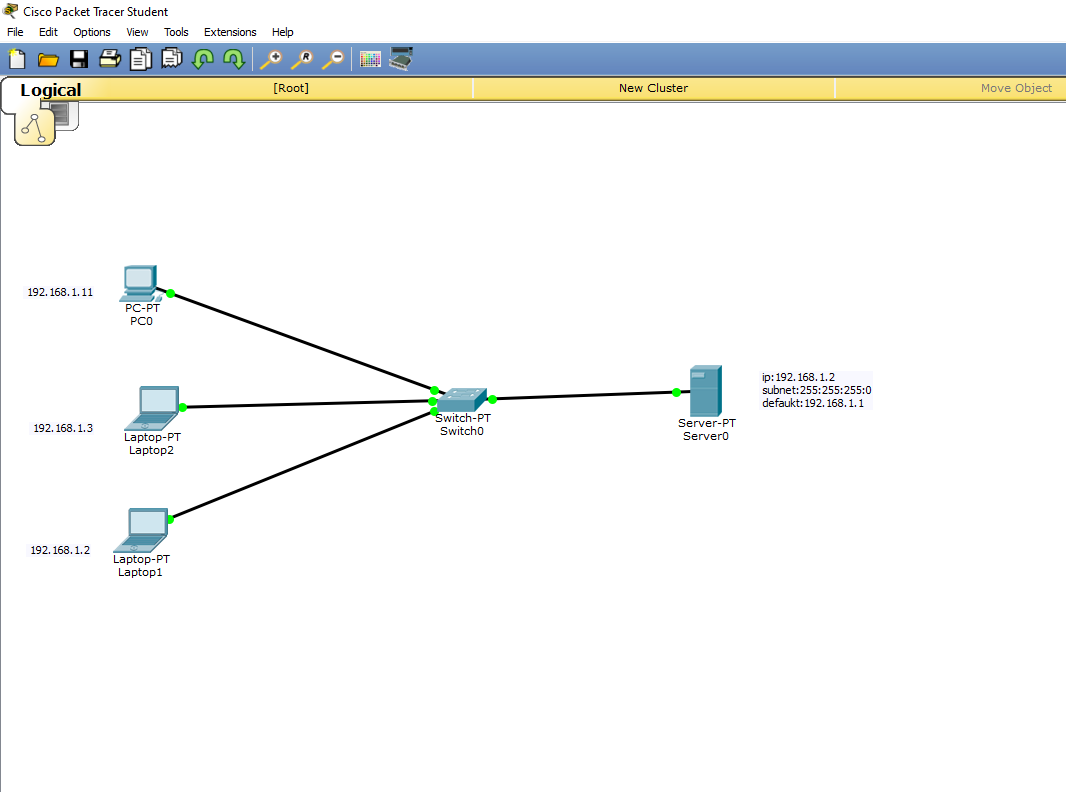 Cisco Packet Tracer Student
File Edit Options View Tools Extensions Help
Logical [Root] New Cluster Move Object
192.168.1.11
PC-PT
PC0
192.168.1.3
Laptop-PT
Laptop2
192.168.1.2
Laptop-PT
Laptop1
Switch-PT
Switch0
Server-PT
Server0
ip:192.168.1.2
subnet:255:255:255:0
defaukt:192.168.1.1